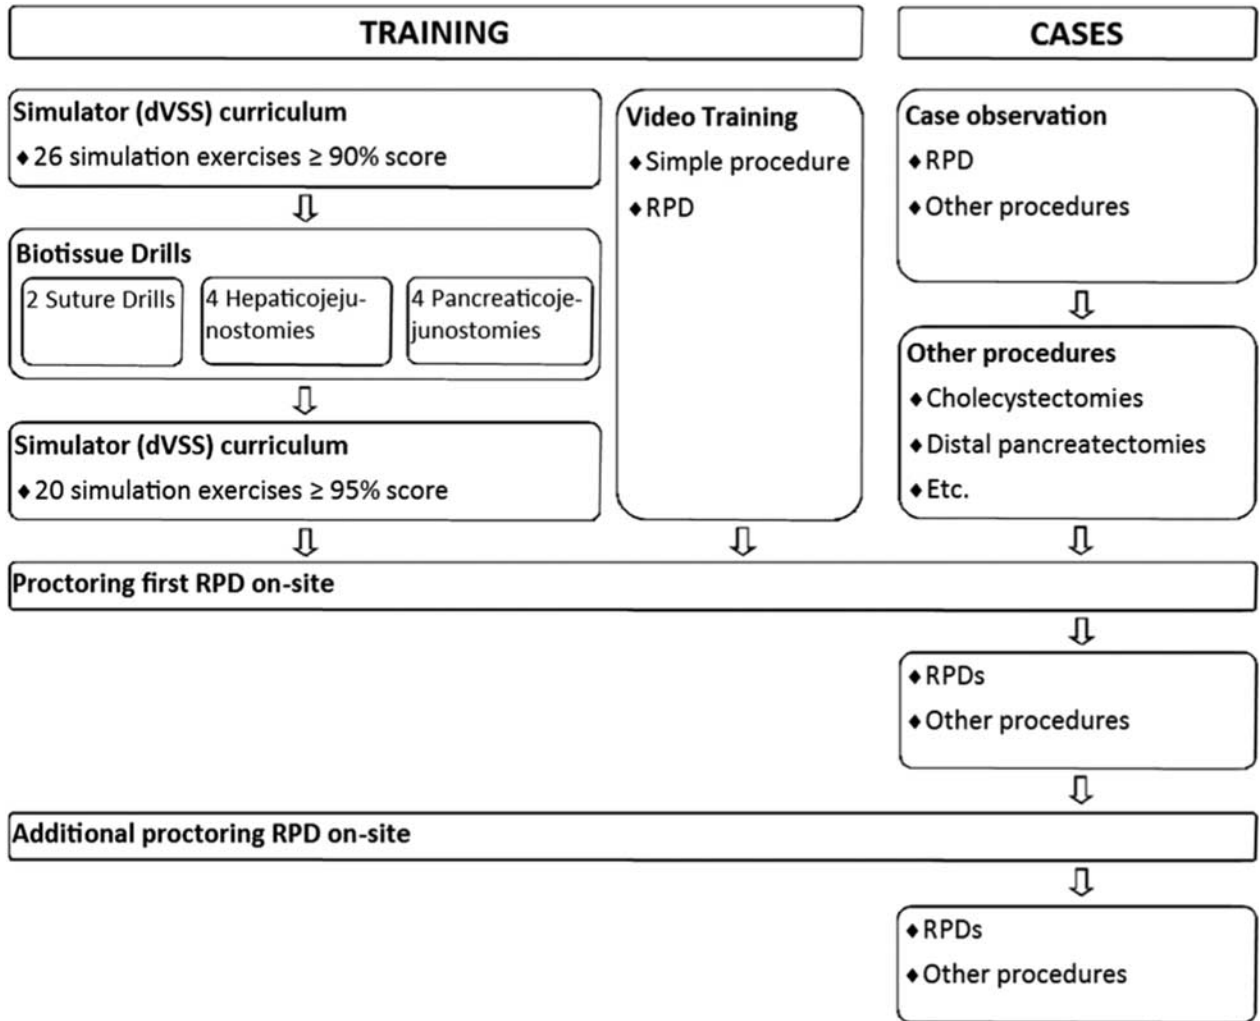 TRAINING
CASES
Simulator (dVSS) curriculum
♦ 26 simulation exercises ≥ 90% score
Biotissue Drills
2 Suture Drills
4 Hepaticojeju-
nostomies
4 Pancreaticoje-
junostomies
Simulator (dVSS) curriculum
♦ 20 simulation exercises ≥ 95% score
Video Training
♦ Simple procedure
♦ RPD
Case observation
♦ RPD
♦ Other procedures
Other procedures
♦ Cholecystectomies
♦ Distal pancreatectomies
♦ Etc.
Proctoring first RPD on-site
♦ RPDs
♦ Other procedures
Additional proctoring RPD on-site
♦ RPDs
♦ Other procedures